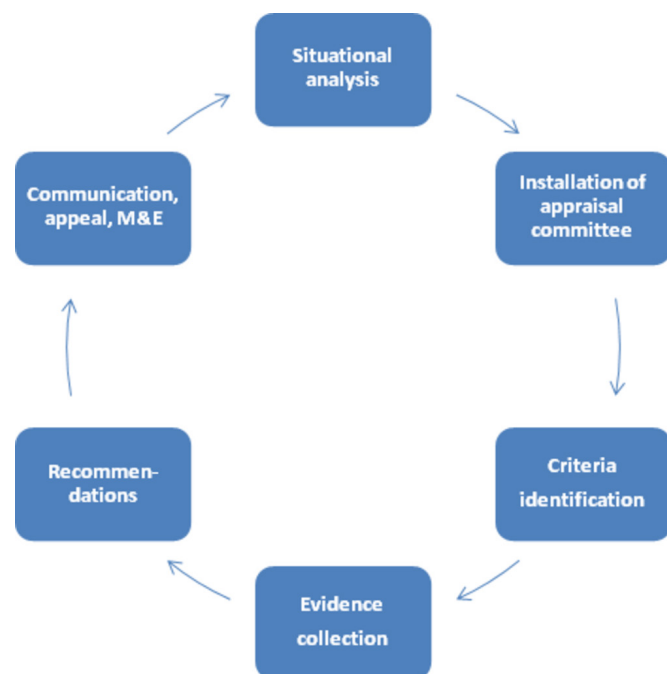 Situational
analysis
Installation of
appraisal
committee
Criteria
identification
Evidence
collection
Recommen-
dations
Communication,
appeal, M&E